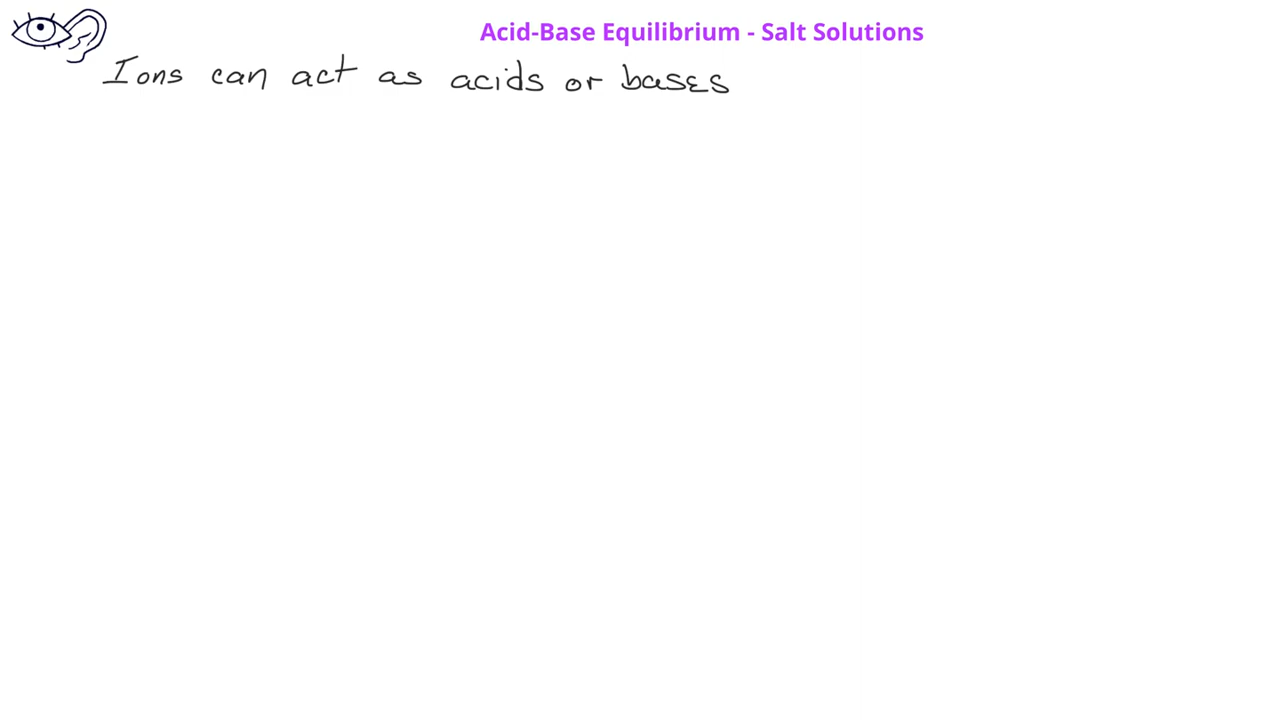 Acid-Base Equilibrium - Salt Solutions
Ions can act as acids or bases